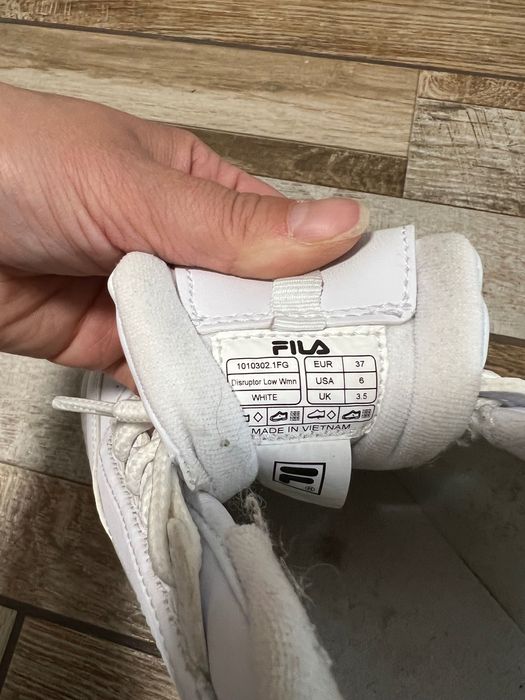 FILA
1010302.1FG
Disruptor Low Wmn
WHITE
EUR 37
USA 6
UK 3.5
MADE IN VIETNAM